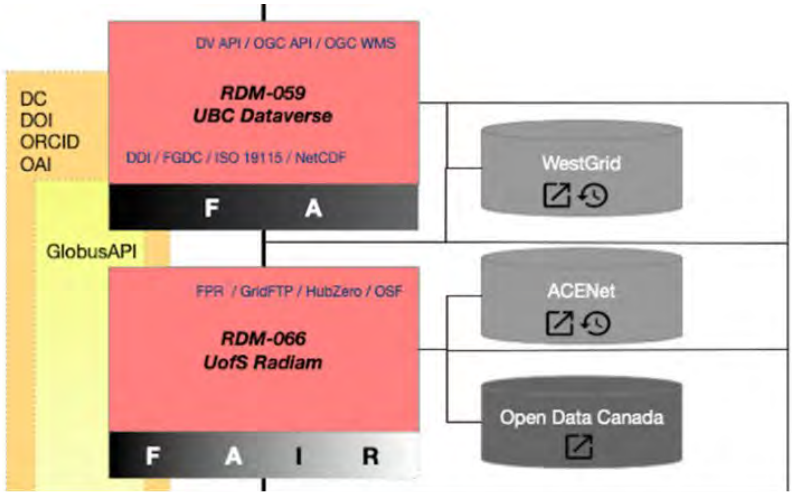 DC
DOI
ORCID
OAI
GlobusAPI
DV API / OGC API / OGC WMS
RDM-059
UBC Dataverse
DDI / FGDC / ISO 19115 / NetCDF
F A
FPR / GridFTP / HubZero / OSF
RDM-066
UofS Radiam
F A I R
WestGrid
ACENet
Open Data Canada